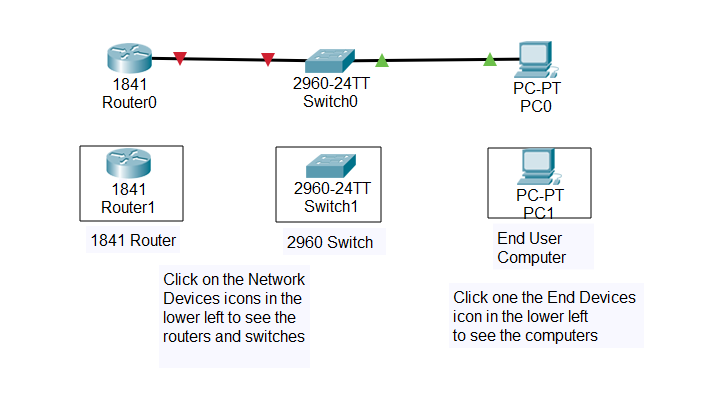 1841
Router0
2960-24TT
Switch0
PC-PT
PC0
1841
Router1
2960-24TT
Switch1
PC-PT
PC1
1841 Router
2960 Switch
End User
Computer
Click on the Network
Devices icons in the
lower left to see the
routers and switches
Click one the End Devices
icon in the lower left
to see the computers